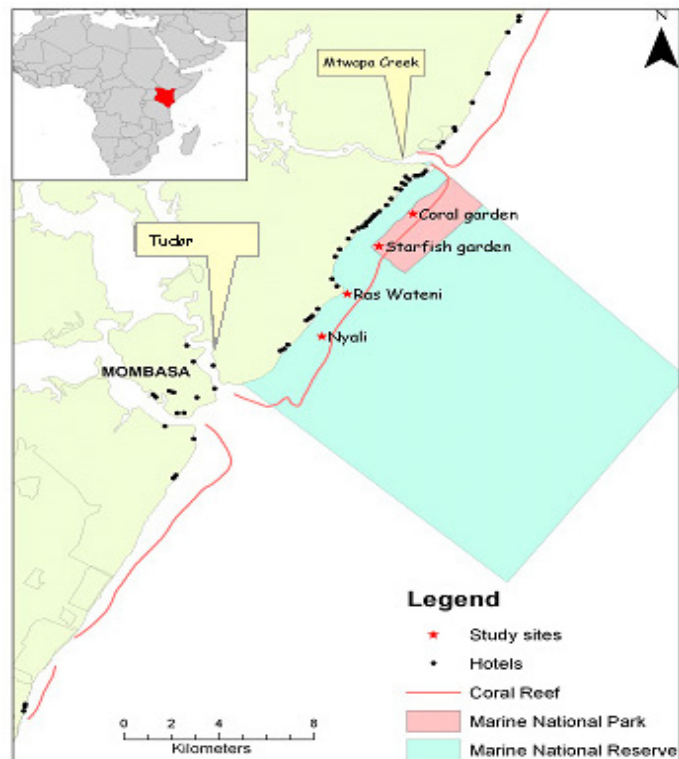 N
Mtwapa Creek
Coral garden
Starfish garden
Tudor
Ras Wateni
Nyali
MOMBASA
Legend
Study sites
Hotels
Coral Reef
Marine National Park
Marine National Reserve
0 2 4 8
Kilometers